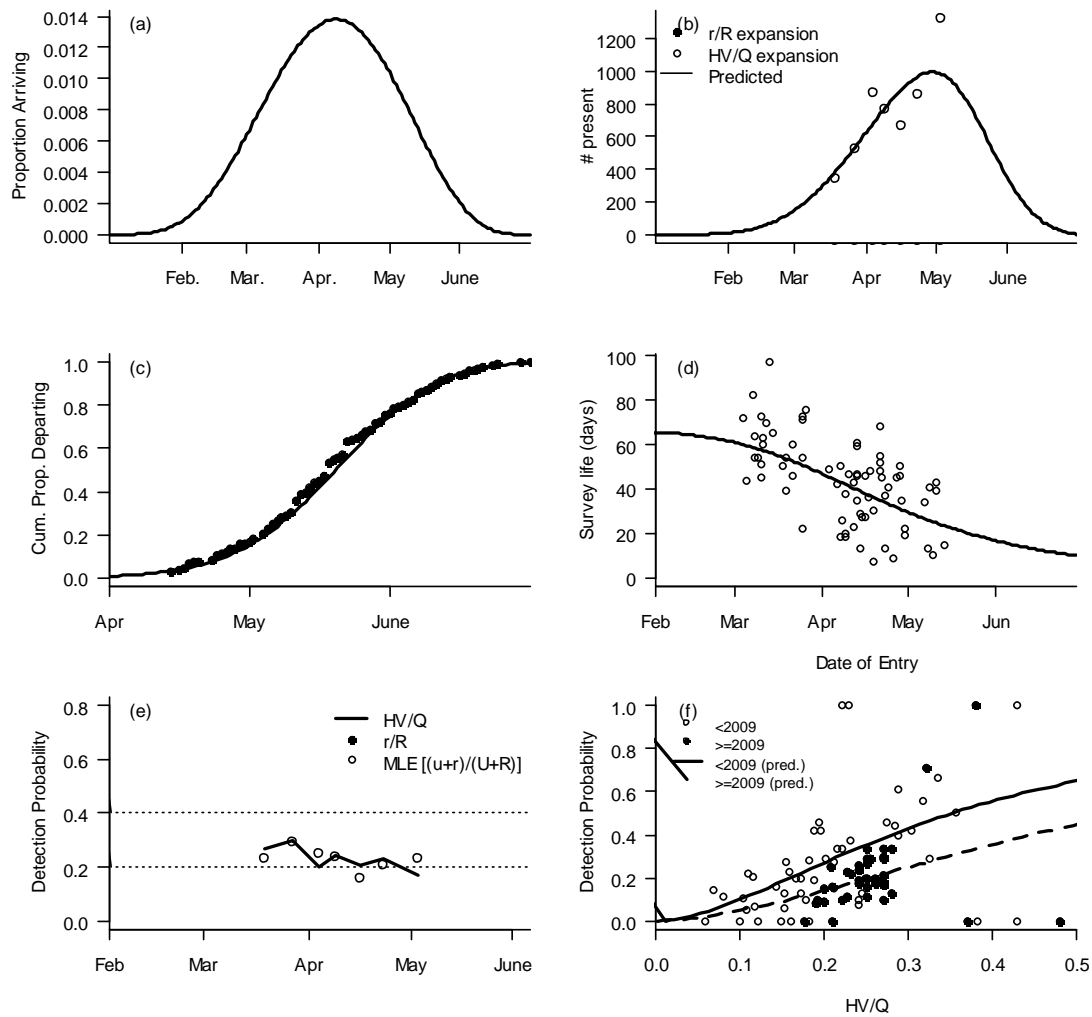 (a)
Proportion Arriving
0.014
0.012
0.010
0.008
0.006
0.004
0.002
0.000
Feb. Mar. Apr. May June
(b)
r/R expansion
HV/Q expansion
Predicted
# present
1200
1000
800
600
400
200
0
Feb Mar Apr May June
(c)
Cum. Prop. Departing
1.0
0.8
0.6
0.4
0.2
0.0
Apr May June
(d)
Survey life (days)
100
80
60
40
20
0
Feb Mar Apr May Jun
Date of Entry
(e)
HV/Q
r/R
MLE [(u+r)/(U+R)]
Detection Probability
0.8
0.6
0.4
0.2
0.0
Feb Mar Apr May June
(f)
<2009
>=2009
<2009 (pred.)
>=2009 (pred.)
Detection Probability
1.0
0.8
0.6
0.4
0.2
0.0
0.0 0.1 0.2 0.3 0.4 0.5
HV/Q